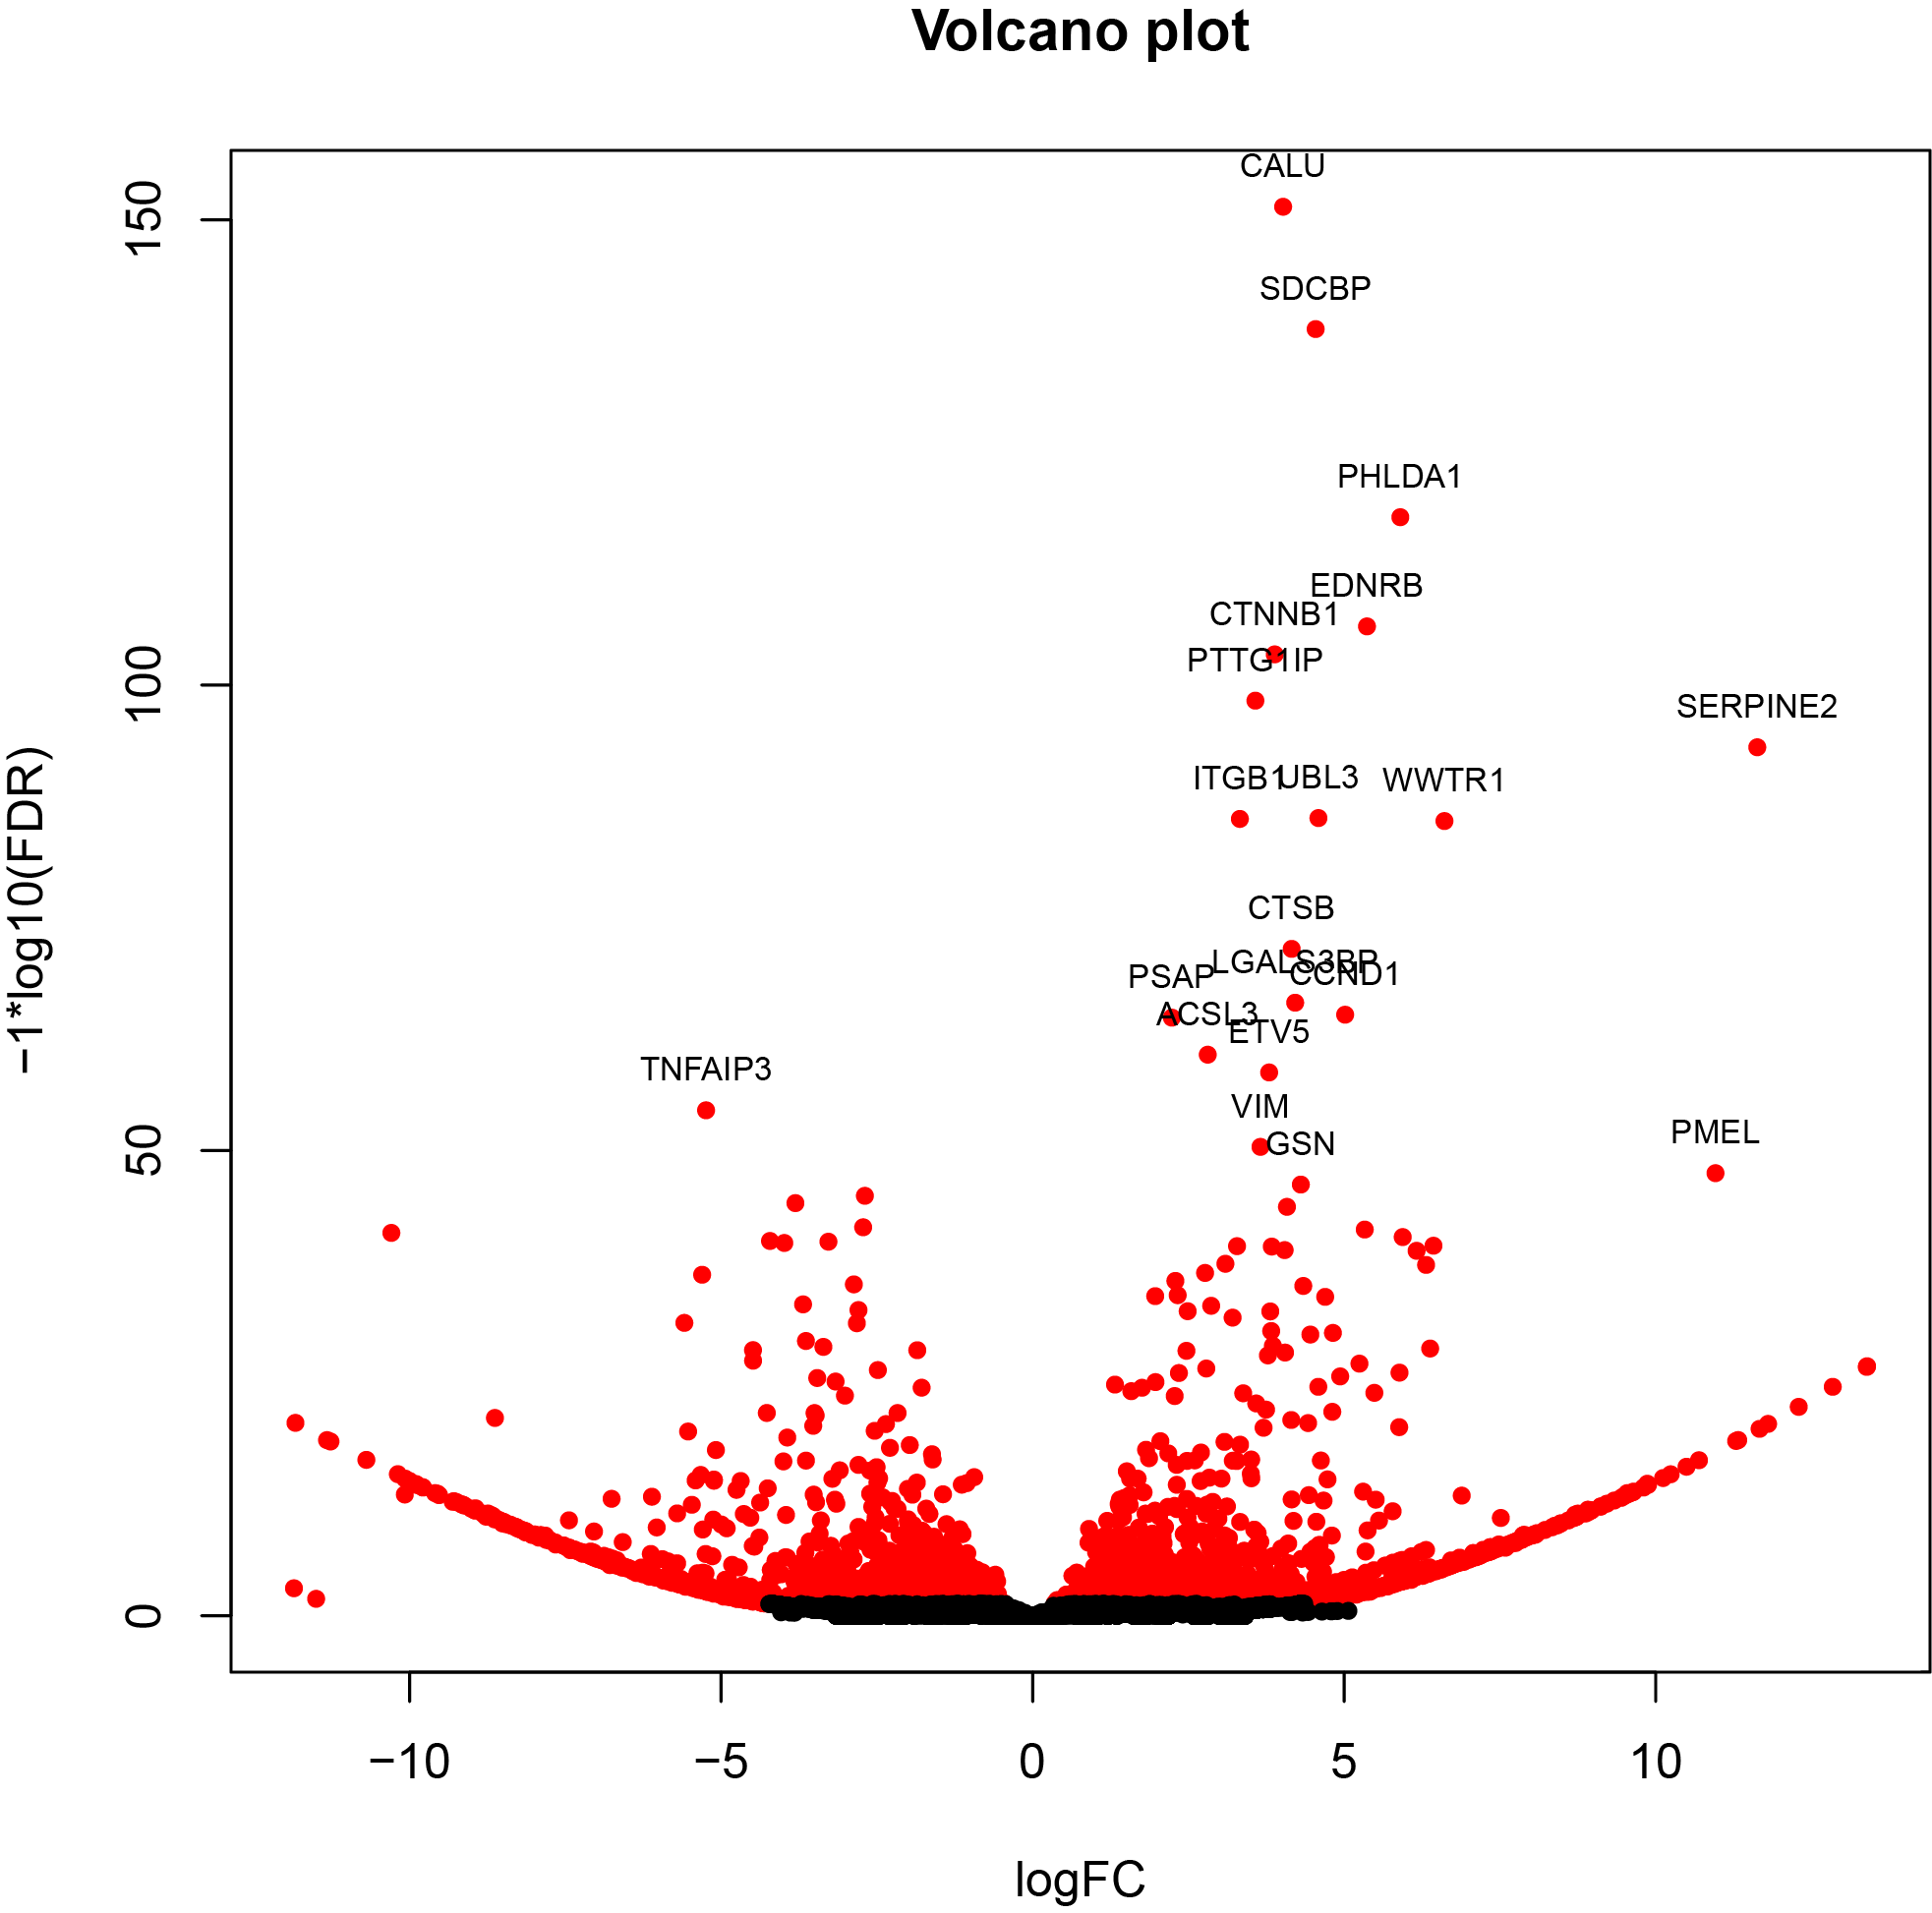 Volcano plot
CALU
150
SDCBP
PHLDA1
EDNRB
CTNNB1
PTTG1IP
100
SERPINE2
ITGB1
UBL3
WWTR1
−1*log10(FDR)
CTSB
LGALS3BP
CCND1
PSAP
ACSL3
ETV5
TNFAIP3
VIM
50
GSN
PMEL
0
−10 −5 0 5 10
logFC